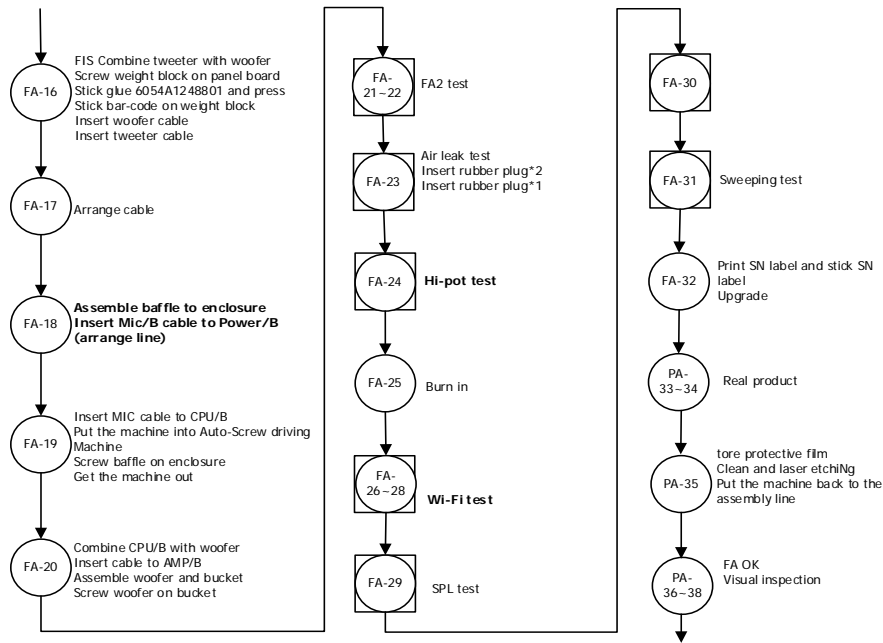 FA-16
FIS Combine tweeter with woofer
Screw weight block on panel board
Stick glue 6054A1248801 and press
Stick bar-code on weight block
Insert woofer cable
Insert tweeter cable
FA-17
Arrange cable
FA-18
Assemble baffle to enclosure
Insert Mic/B cable to Power/B
(arrange line)
FA-19
Insert MIC cable to CPU/B
Put the machine into Auto-Screw driving
Machine
Screw baffle on enclosure
Get the machine out
FA-20
Combine CPU/B with woofer
Insert cable to AMP/B
Assemble woofer and bucket
Screw woofer on bucket
FA-
21~22
FA2 test
FA-23
Air leak test
Insert rubber plug*2
Insert rubber plug*1
FA-24
Hi-pot test
FA-25
Burn in
FA-
26~28
Wi-Fi test
FA-29
SPL test
FA-30
FA-31
Sweeping test
FA-32
Print SN label and stick SN
label
Upgrade
PA-
33~34
Real product
PA-35
tore protective film
Clean and laser etchiNg
Put the machine back to the
assembly line
PA-
36~38
FA OK
Visual inspection